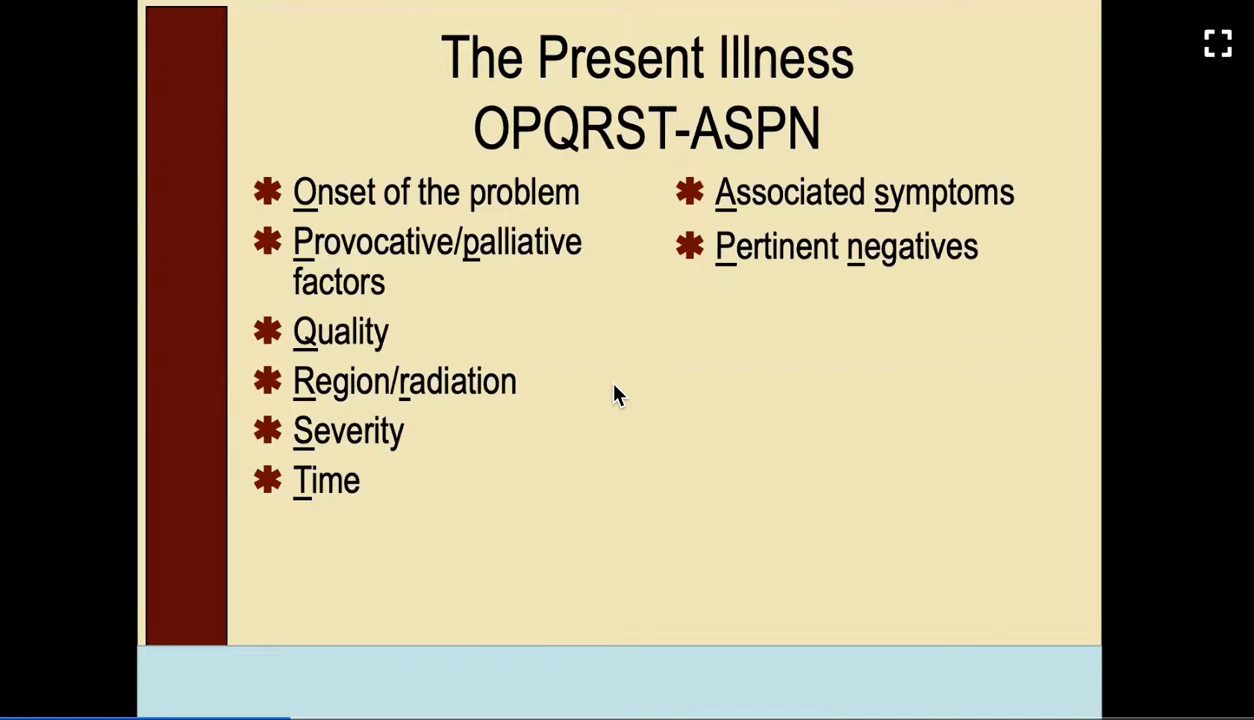 The Present Illness
OPQRST-ASPN
Onset of the problem
Provocative/palliative
factors
Quality
Region/radiation
Severity
Time
Associated symptoms
Pertinent negatives